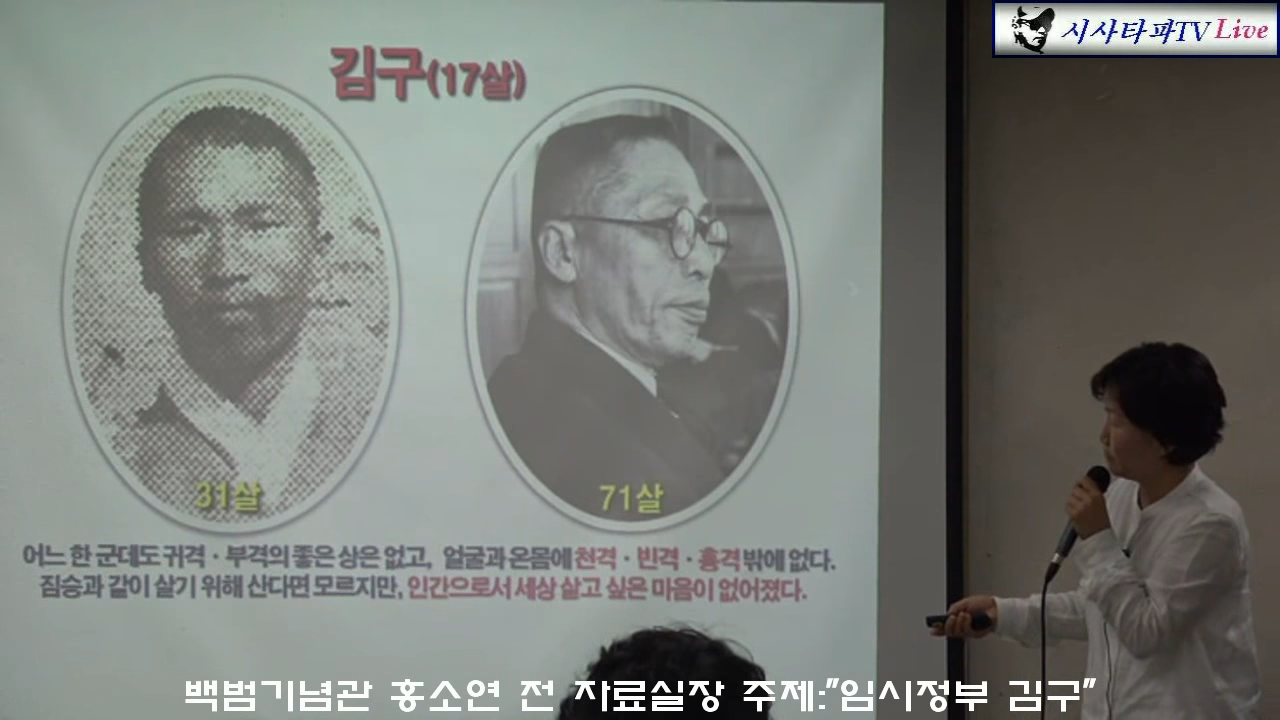 시사타파TV Live
김구(17살)
31살
71살
어느 한 군데도 귀격·부격의 좋은 상은 없고, 얼굴과 온몸에 천격·빈격·흉격 밖에 없다.
짐승과 같이 살기 위해 산다면 모르지만, 인간으로서 세상 살고 싶은 마음이 없어졌다.
백범기념관 홍소연 전 자료실장 주제:"임시정부 김구"